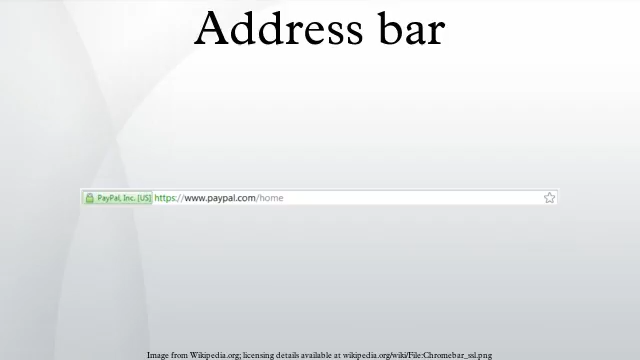 Address bar
PayPal, Inc. [US] https://www.paypal.com/home
Image from Wikipedia.org; licensing details available at wikipedia.org/wiki/File:Chromebar_ssl.png